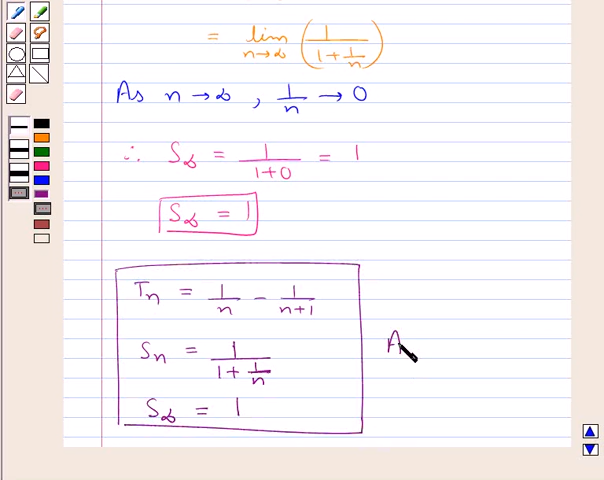 = lim n→∞ (1/(1 + 1/n))
As n→∞ , 1/n → 0
∴ S∞ = 1/(1+0) = 1
S∞ = 1
Tn = 1/n − 1/(n+1)
Sn = 1/(1 + 1/n)
S∞ = 1
A